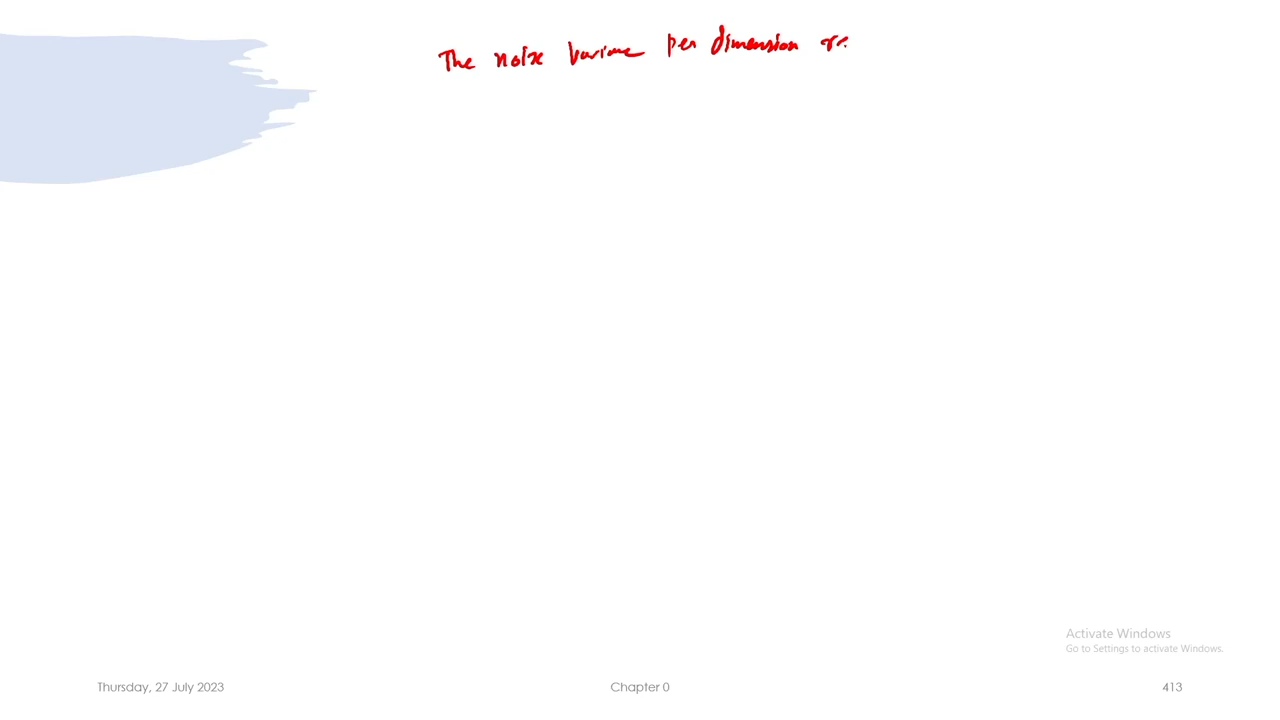 The noise variance per dimension
Activate Windows
Go to Settings to activate Windows.
Thursday, 27 July 2023
Chapter 0
413